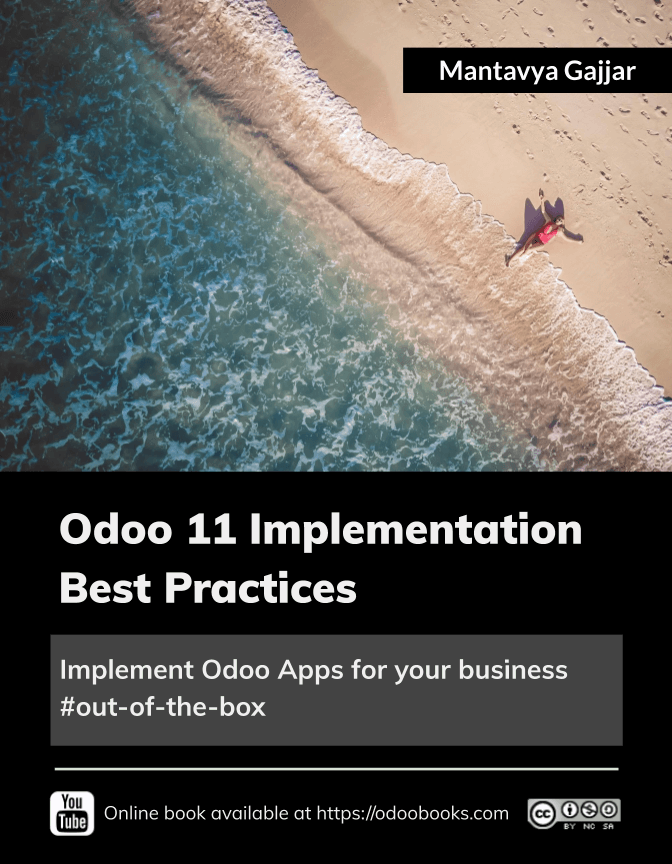 Mantavya Gajjar
Odoo 11 Implementation
Best Practices
Implement Odoo Apps for your business
#out-of-the-box
You
Tube
Online book available at https://odoobooks.com
cc
BY NC SA